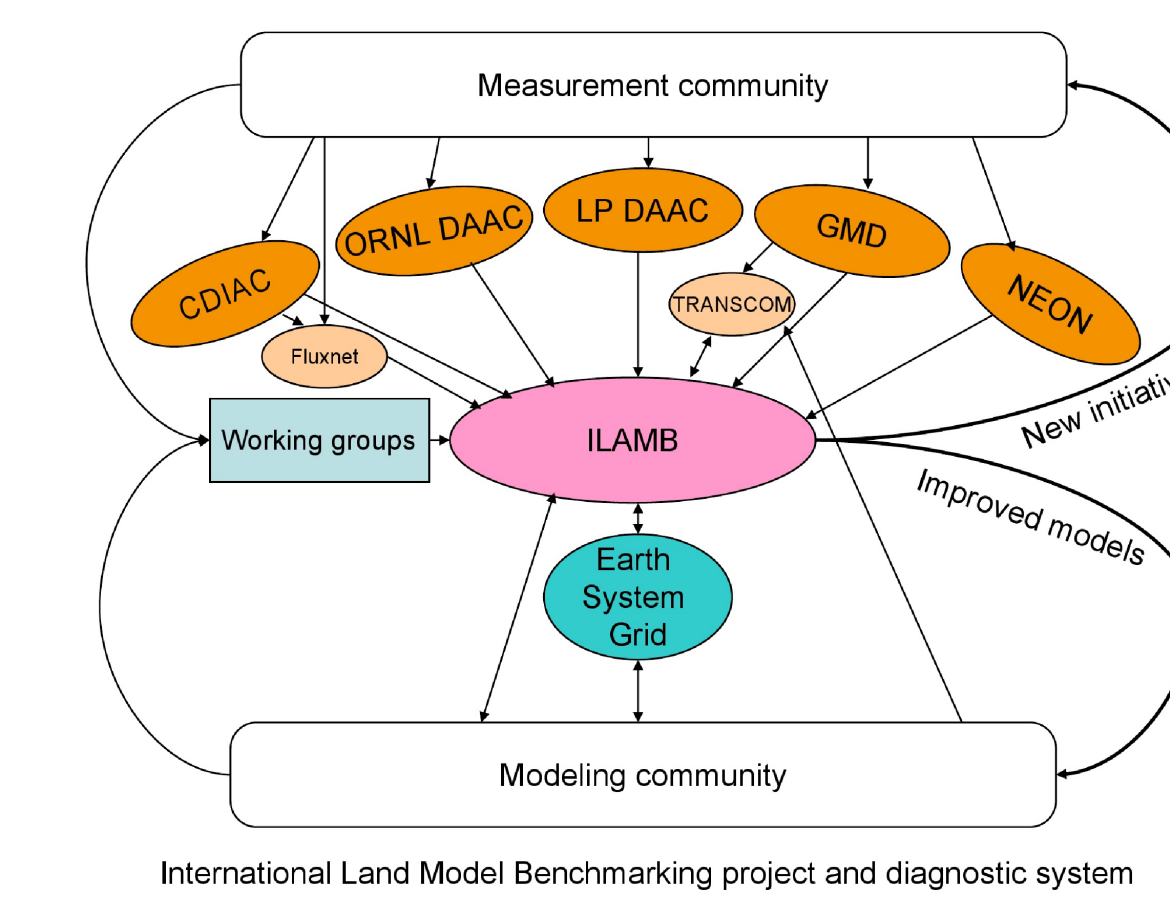 Measurement community
ORNL DAAC
LP DAAC
GMD
CDIAC
NEON
TRANSCOM
Fluxnet
Working groups
ILAMB
New initiativ
Improved models
Earth
System
Grid
Modeling community
International Land Model Benchmarking project and diagnostic system